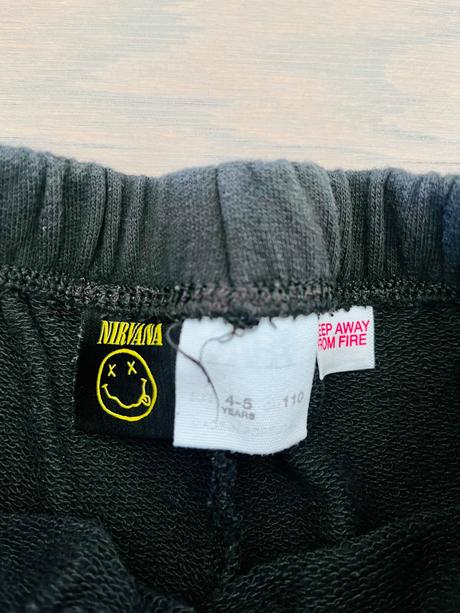 NIRVANA
x x
4-5
YEARS
110
EEP AWAY
ROM FIRE